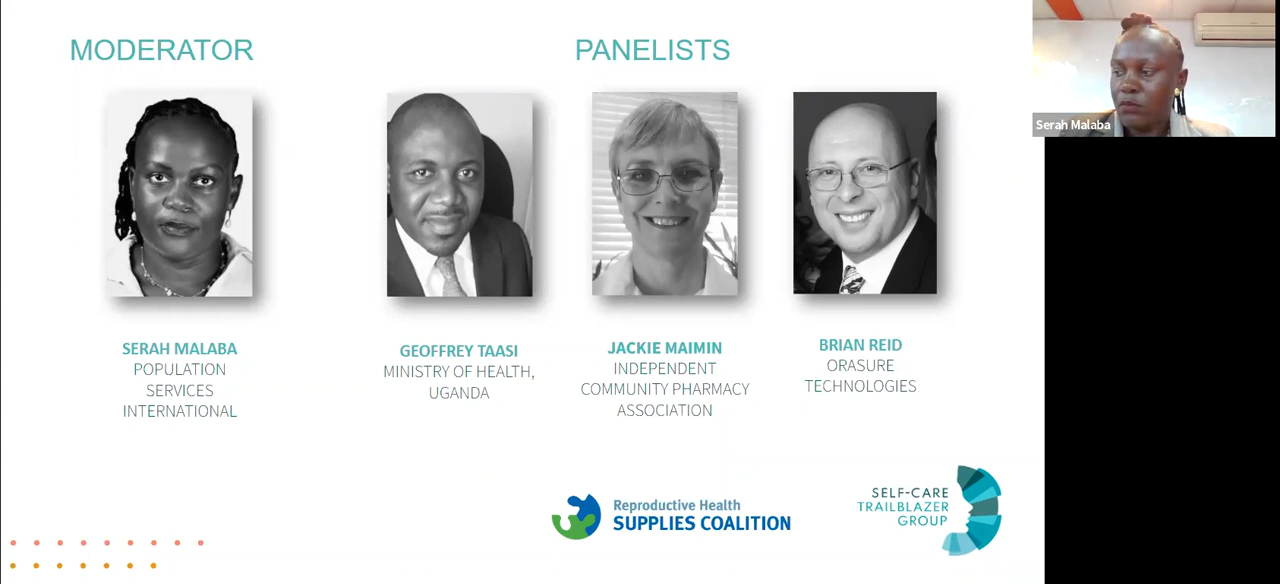 MODERATOR
PANELISTS
Serah Malaba
SERAH MALABA
POPULATION
SERVICES
INTERNATIONAL
GEOFFREY TAASI
MINISTRY OF HEALTH,
UGANDA
JACKIE MAIMIN
INDEPENDENT
COMMUNITY PHARMACY
ASSOCIATION
BRIAN REID
ORASURE
TECHNOLOGIES
Reproductive Health
SUPPLIES COALITION
SELF-CARE
TRAILBLAZER
GROUP